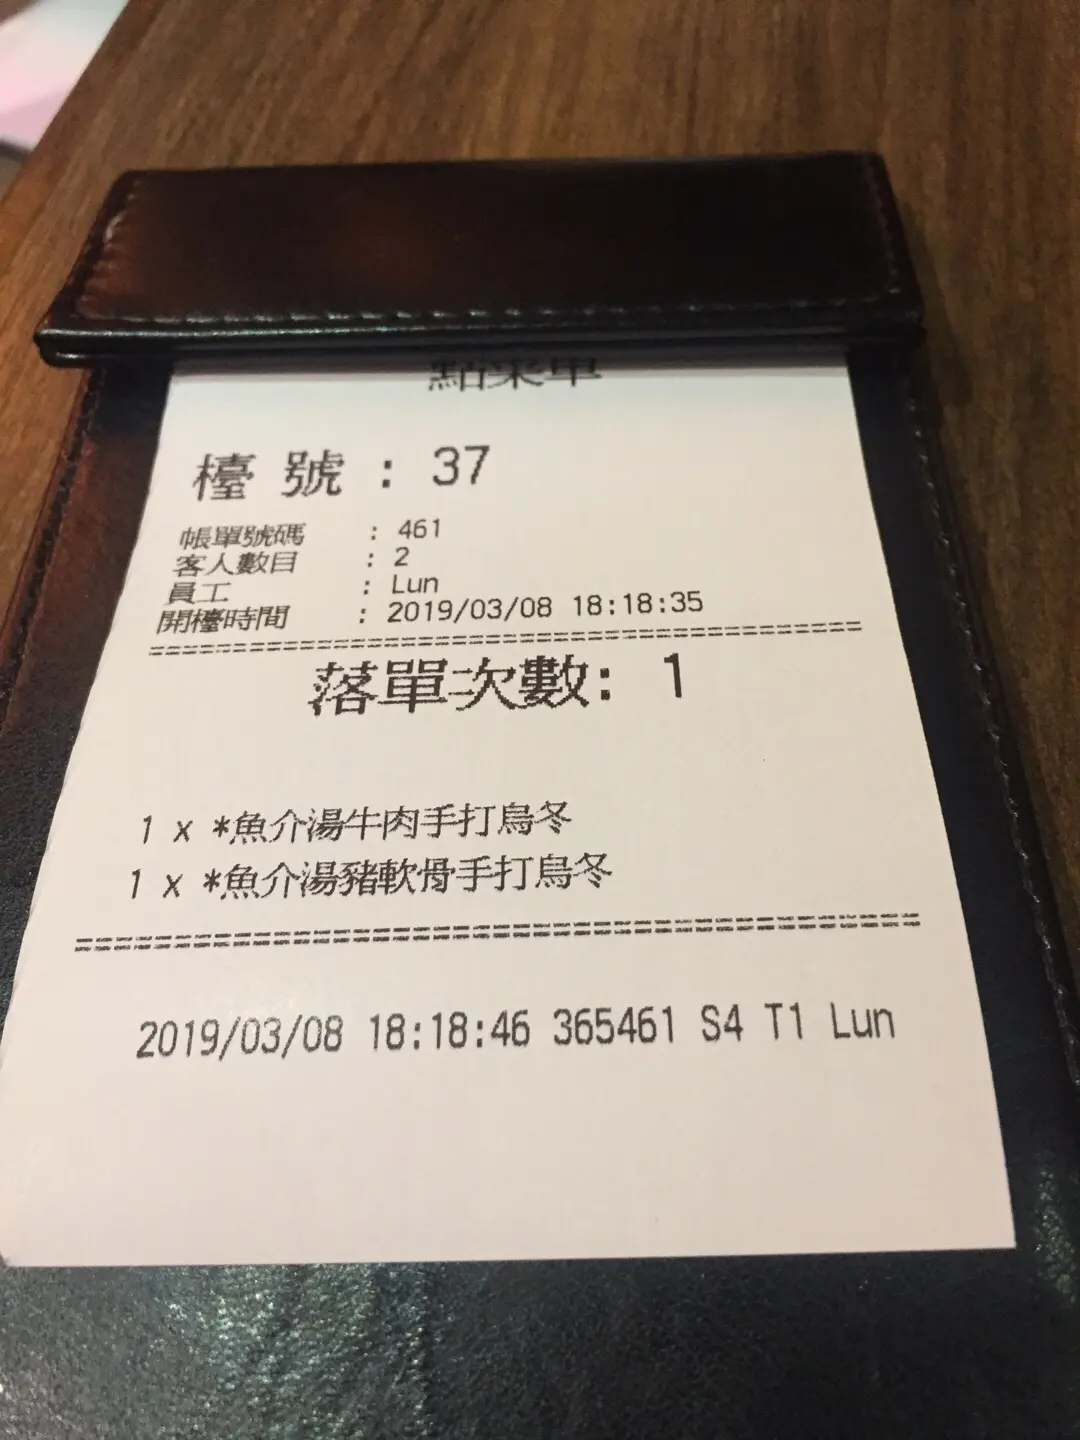 點菜單
檯 號 : 37
帳單號碼 : 461
客人數目 : 2
員工 : Lun
開檯時間 : 2019/03/08 18:18:35
落單次數: 1
1 x *魚介湯牛肉手打烏冬
1 x *魚介湯豬軟骨手打烏冬
2019/03/08 18:18:46 365461 S4 T1 Lun